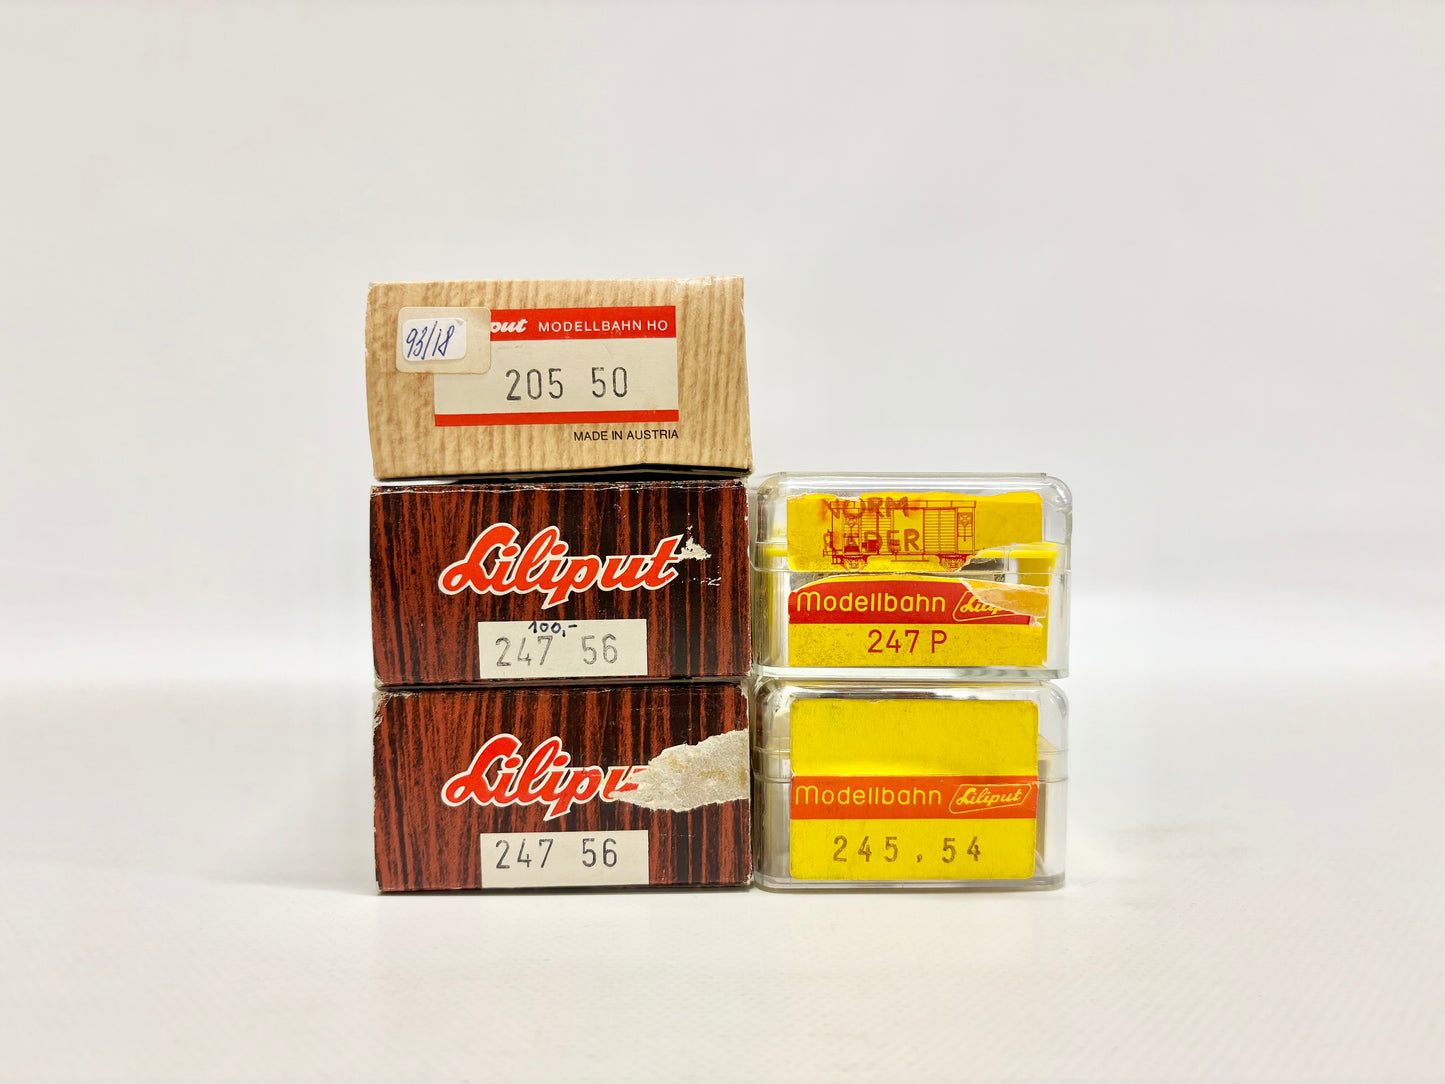 93/18
MODELLBAHN HO
205 50
MADE IN AUSTRIA
Liliput
100,-
247 56
Liliput
247 56
NORM-
Modellbahn
247 P
Modellbahn Liliput
245,54